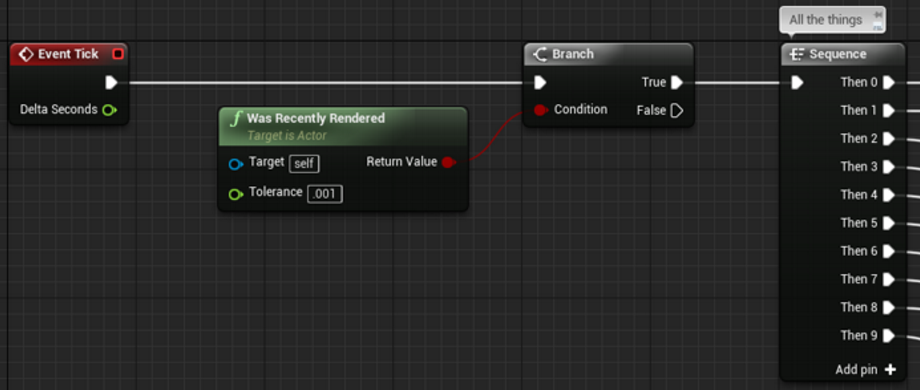 All the things
Event Tick
Delta Seconds
Was Recently Rendered
Target is Actor
Target self
Return Value
Tolerance .001
Branch
True
Condition
False
Sequence
Then 0
Then 1
Then 2
Then 3
Then 4
Then 5
Then 6
Then 7
Then 8
Then 9
Add pin +